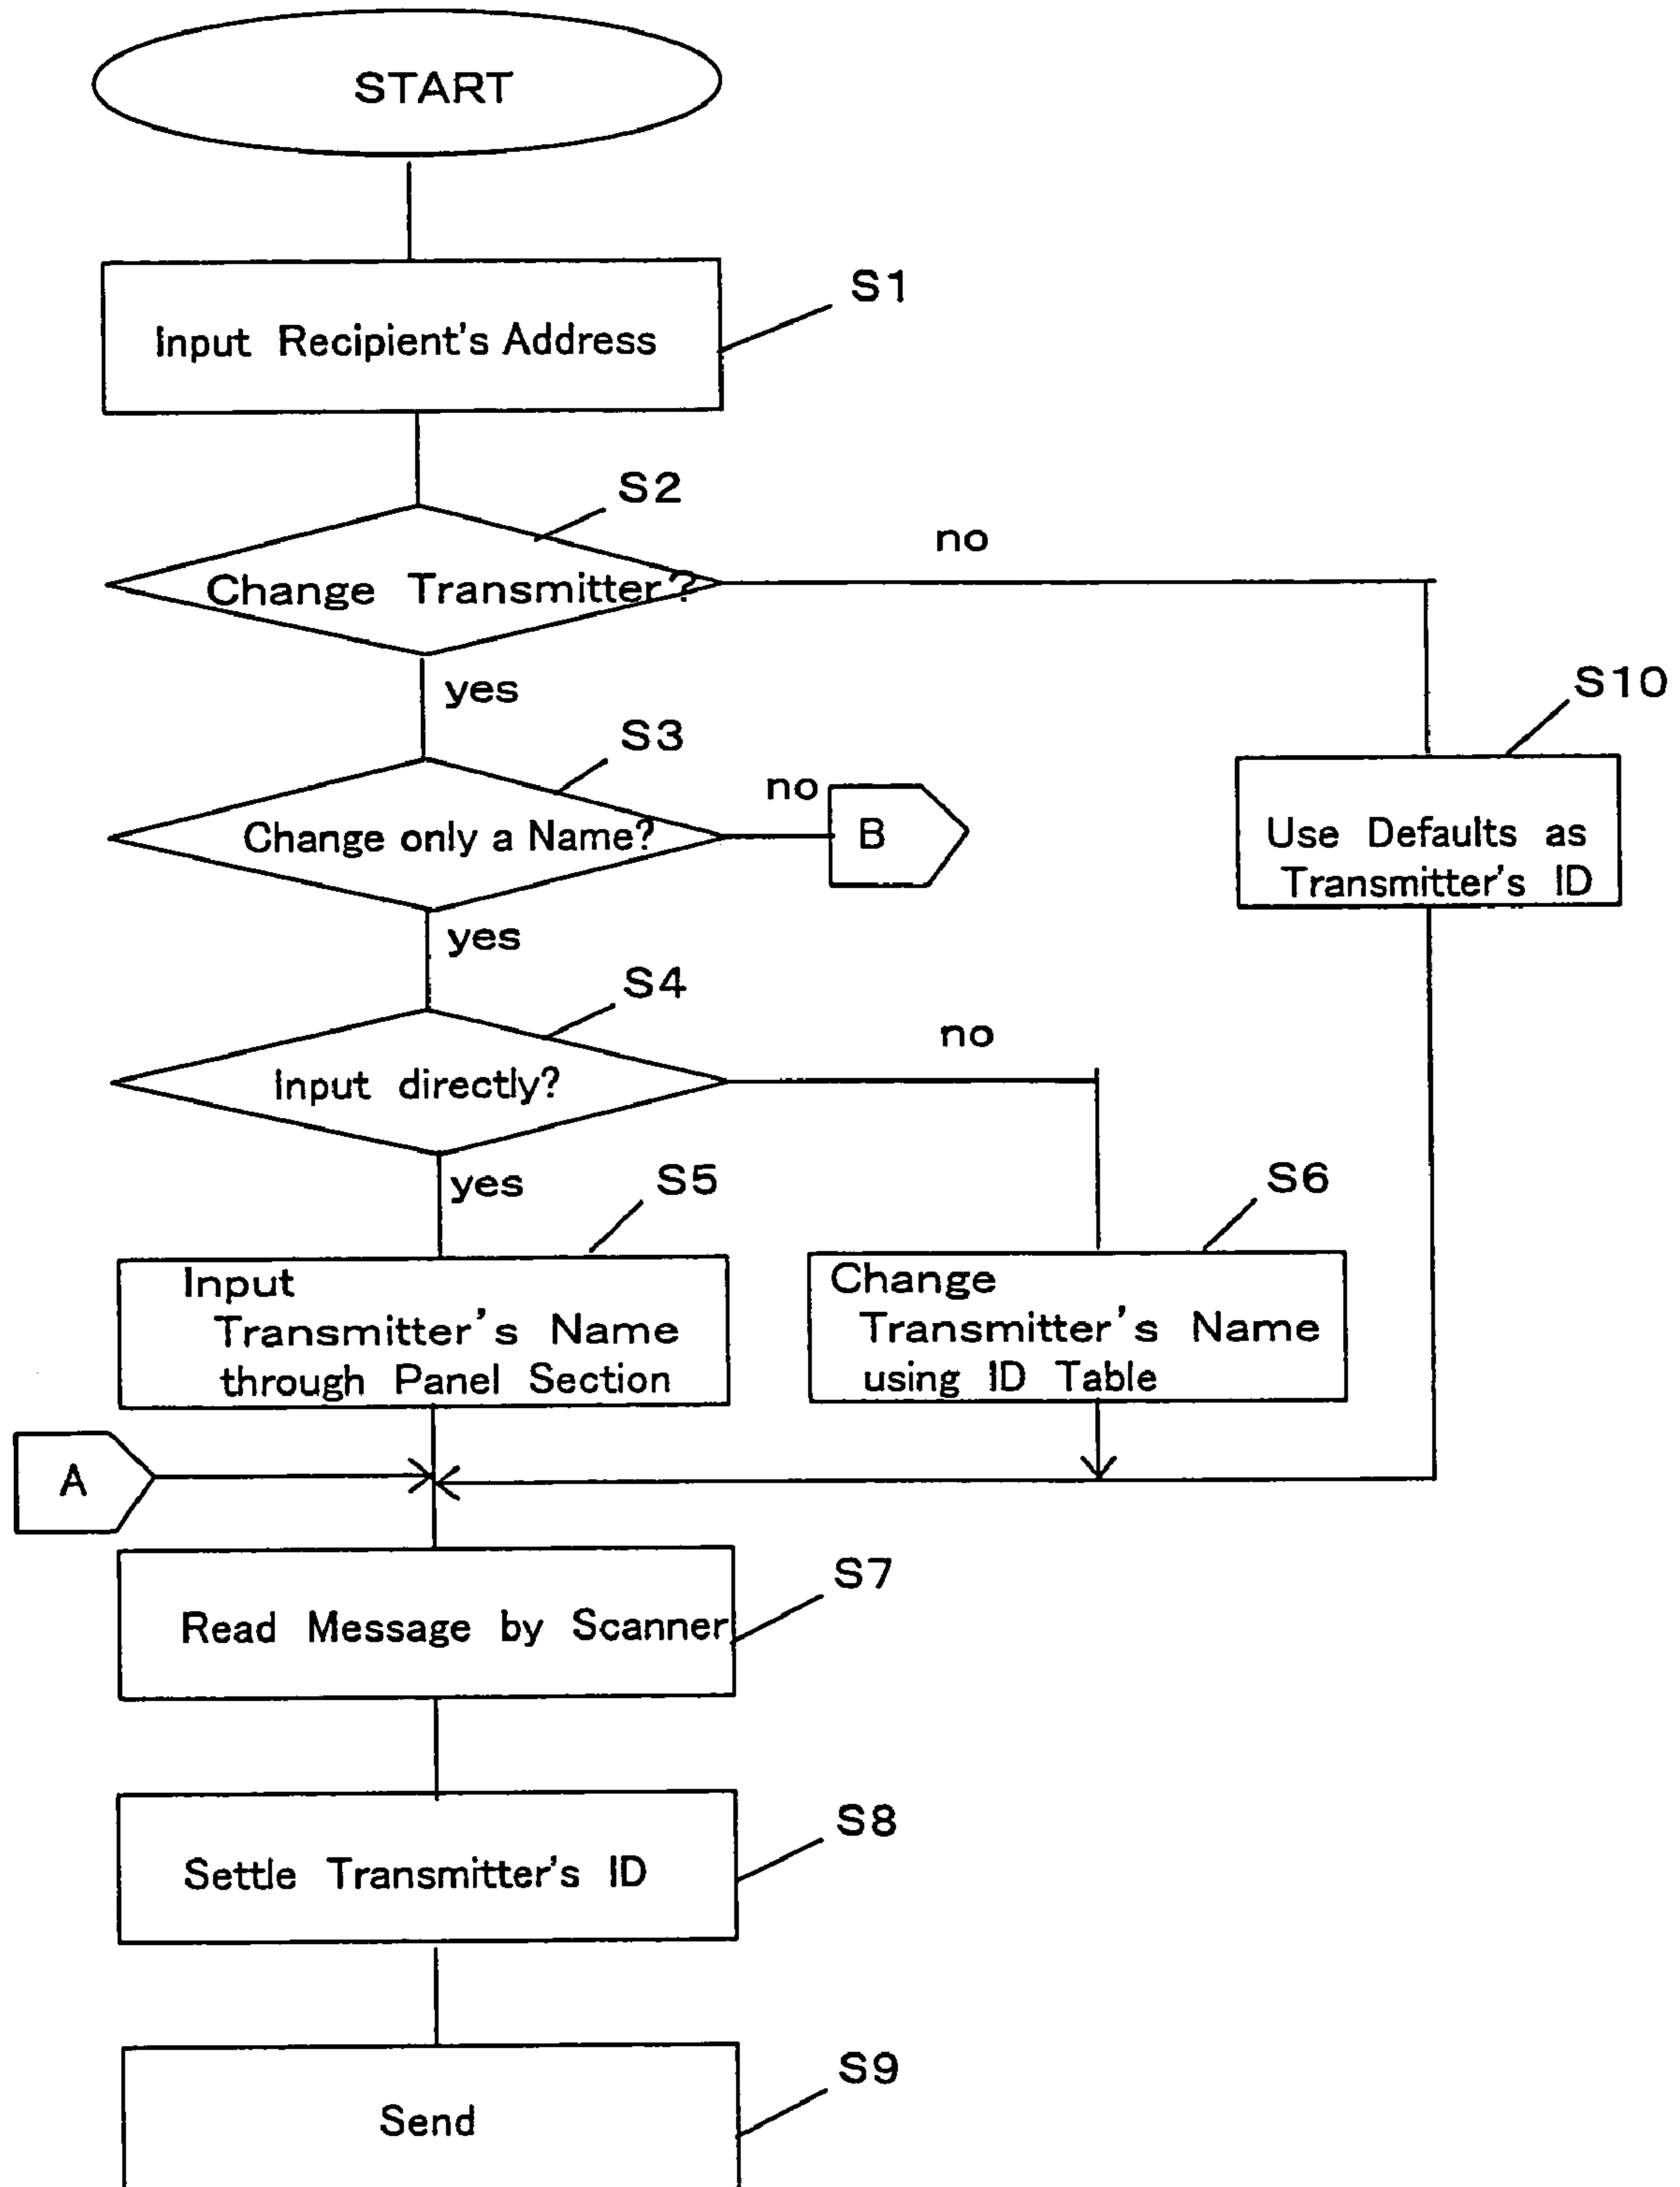 START
Input Recipient's Address
S1
S2
Change Transmitter?
no
yes
S10
S3
Change only a Name?
no
B
Use Defaults as
Transmitter's ID
yes
S4
Input directly?
no
yes
S5
S6
Input
Transmitter's Name
through Panel Section
Change
Transmitter's Name
using ID Table
A
S7
Read Message by Scanner
S8
Settle Transmitter's ID
S9
Send